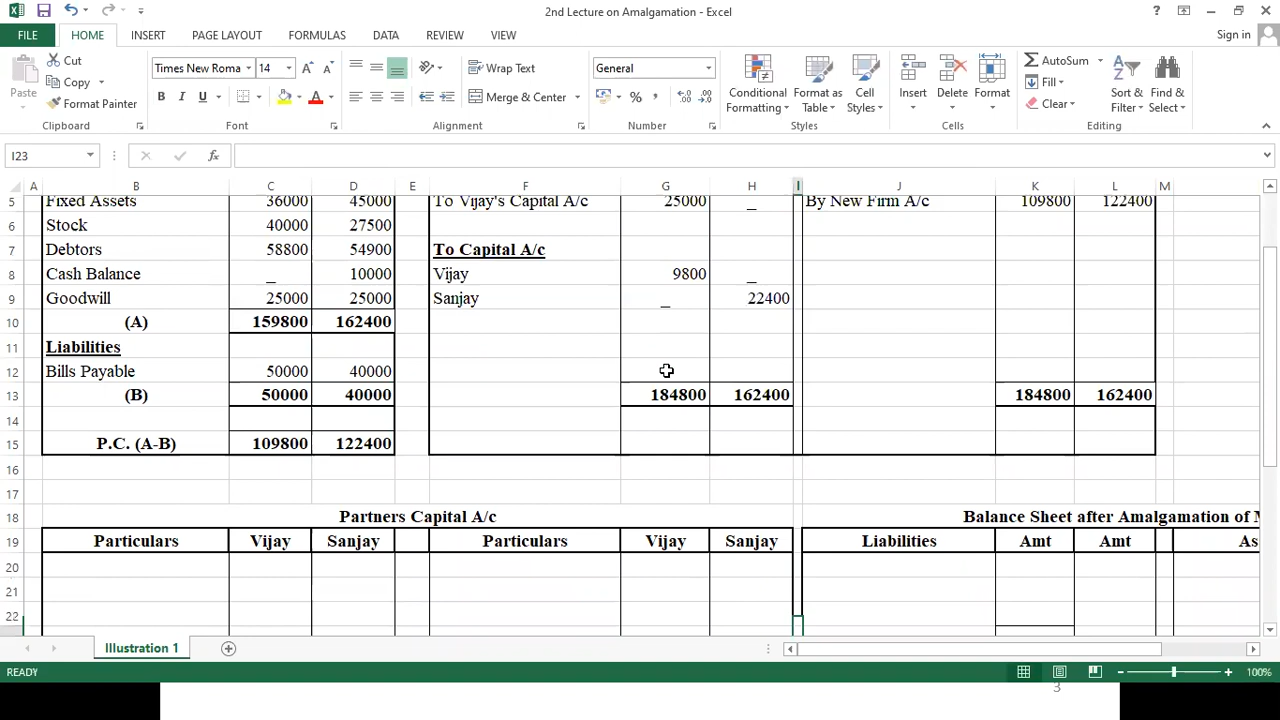 2nd Lecture on Amalgamation - Excel
FILE HOME INSERT PAGE LAYOUT FORMULAS DATA REVIEW VIEW Sign in
Cut
Copy
Format Painter
Paste
Clipboard
Times New Roma 14
Font
Wrap Text
Merge & Center
Alignment
General
Number
Conditional Formatting
Format as Table
Cell Styles
Styles
Insert Delete Format
Cells
AutoSum
Fill
Clear
Sort & Filter
Find & Select
Editing
I23
A B C D E F G H I J K L M
5 Fixed Assets 36000 45000 To Vijay's Capital A/c 25000 _ By New Firm A/c 109800 122400
6 Stock 40000 27500
7 Debtors 58800 54900 To Capital A/c
8 Cash Balance _ 10000 Vijay 9800 _
9 Goodwill 25000 25000 Sanjay _ 22400
10 (A) 159800 162400
11 Liabilities
12 Bills Payable 50000 40000
13 (B) 50000 40000 184800 162400 184800 162400
14
15 P.C. (A-B) 109800 122400
16
17
18 Partners Capital A/c Balance Sheet after Amalgamation of
19 Particulars Vijay Sanjay Particulars Vijay Sanjay Liabilities Amt Amt As
20
21
22
Illustration 1
READY 100%
3